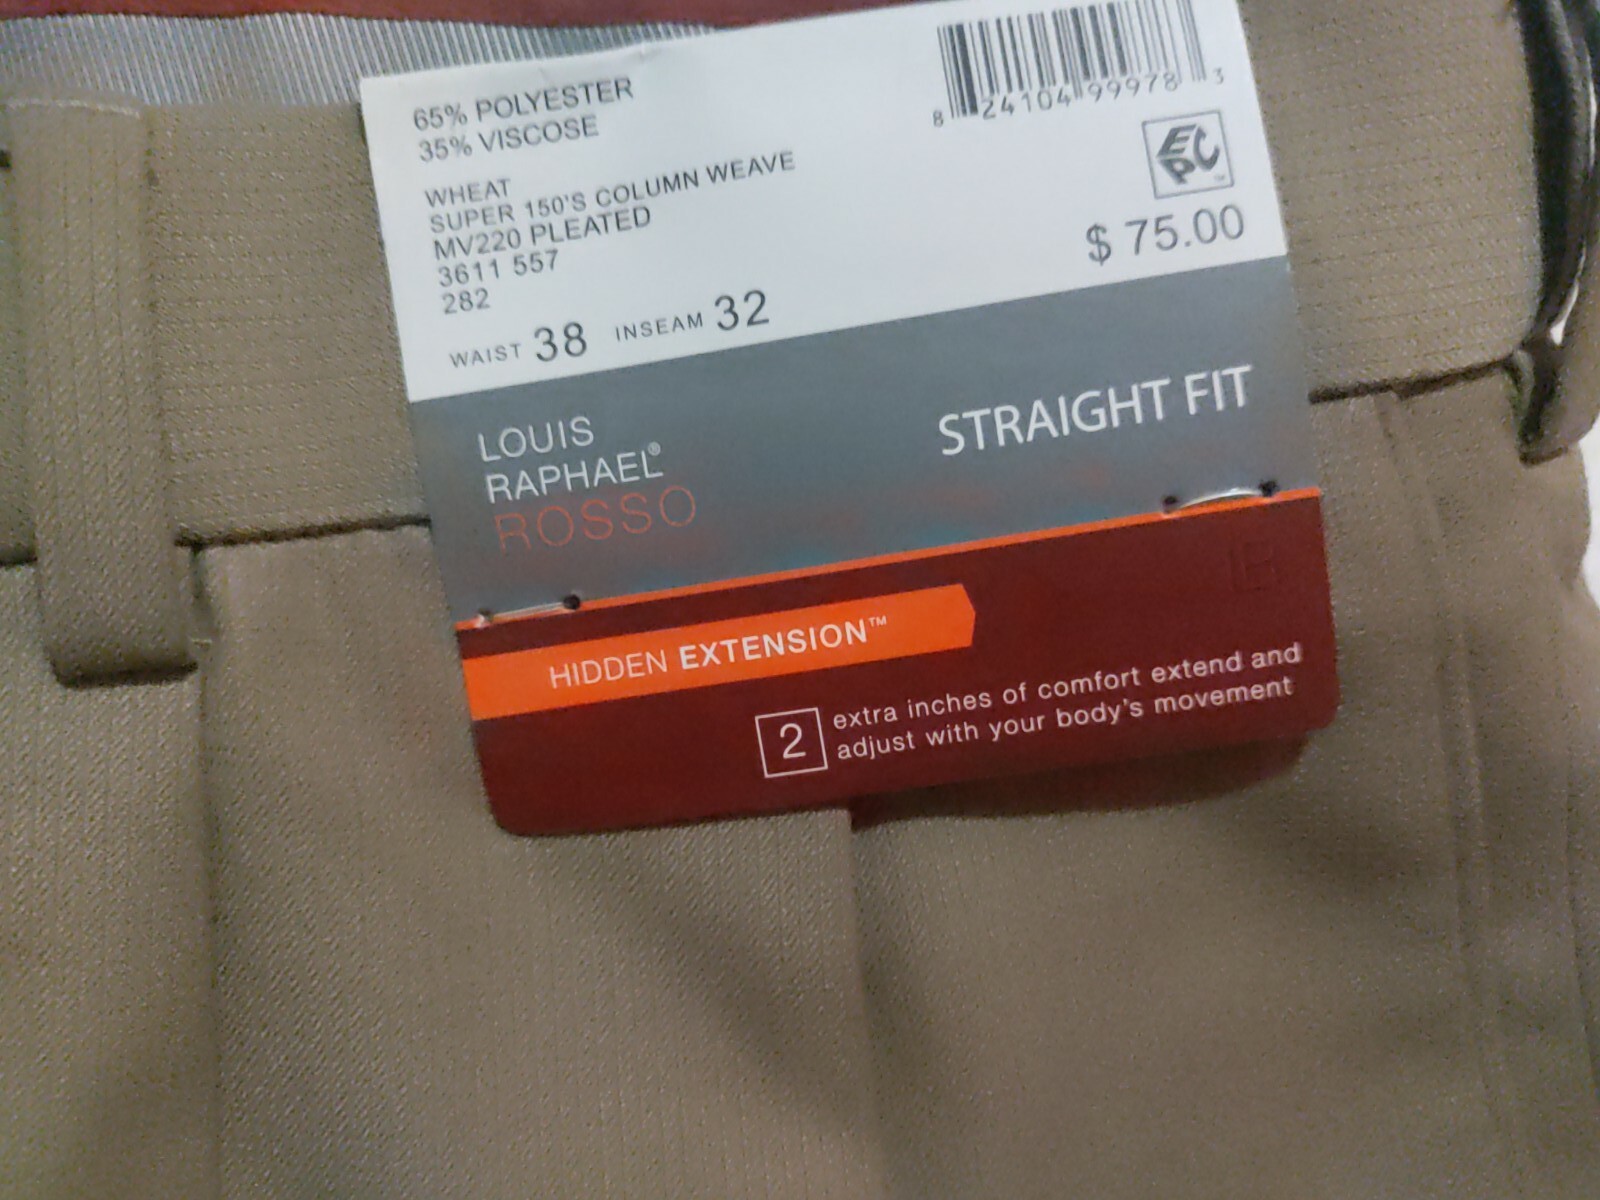 65% POLYESTER
35% VISCOSE
WHEAT
SUPER 150'S COLUMN WEAVE
MV220 PLEATED
3611 557
282
WAIST 38 INSEAM 32
8 24104 99978 3
EPC™
$ 75.00
LOUIS
RAPHAEL®
ROSSO
STRAIGHT FIT
HIDDEN EXTENSION™
2 extra inches of comfort extend and
adjust with your body's movement